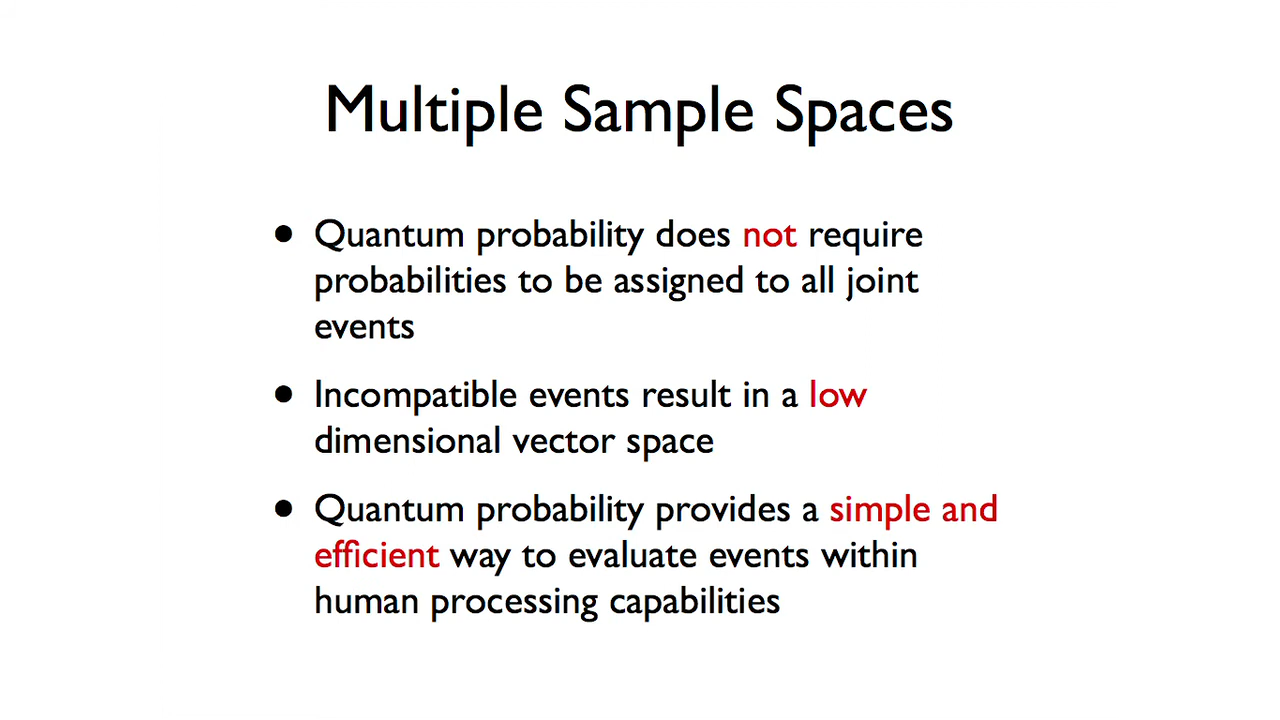 Multiple Sample Spaces
• Quantum probability does not require
probabilities to be assigned to all joint
events
• Incompatible events result in a low
dimensional vector space
• Quantum probability provides a simple and
efficient way to evaluate events within
human processing capabilities